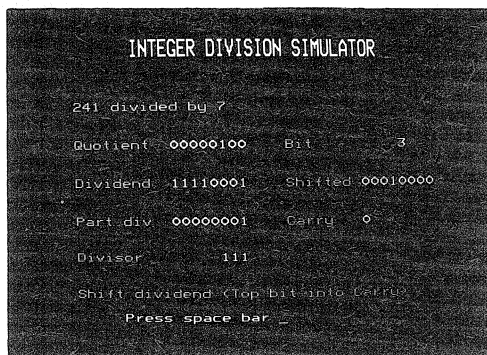 INTEGER DIVISION SIMULATOR
241 divided by 7
Quotient 00000100 Bit 3
Dividend 11110001 Shifted 00010000
Part div 00000001 Carry 0
Divisor 111
Shift dividend (Top bit into Carry)
Press space bar _